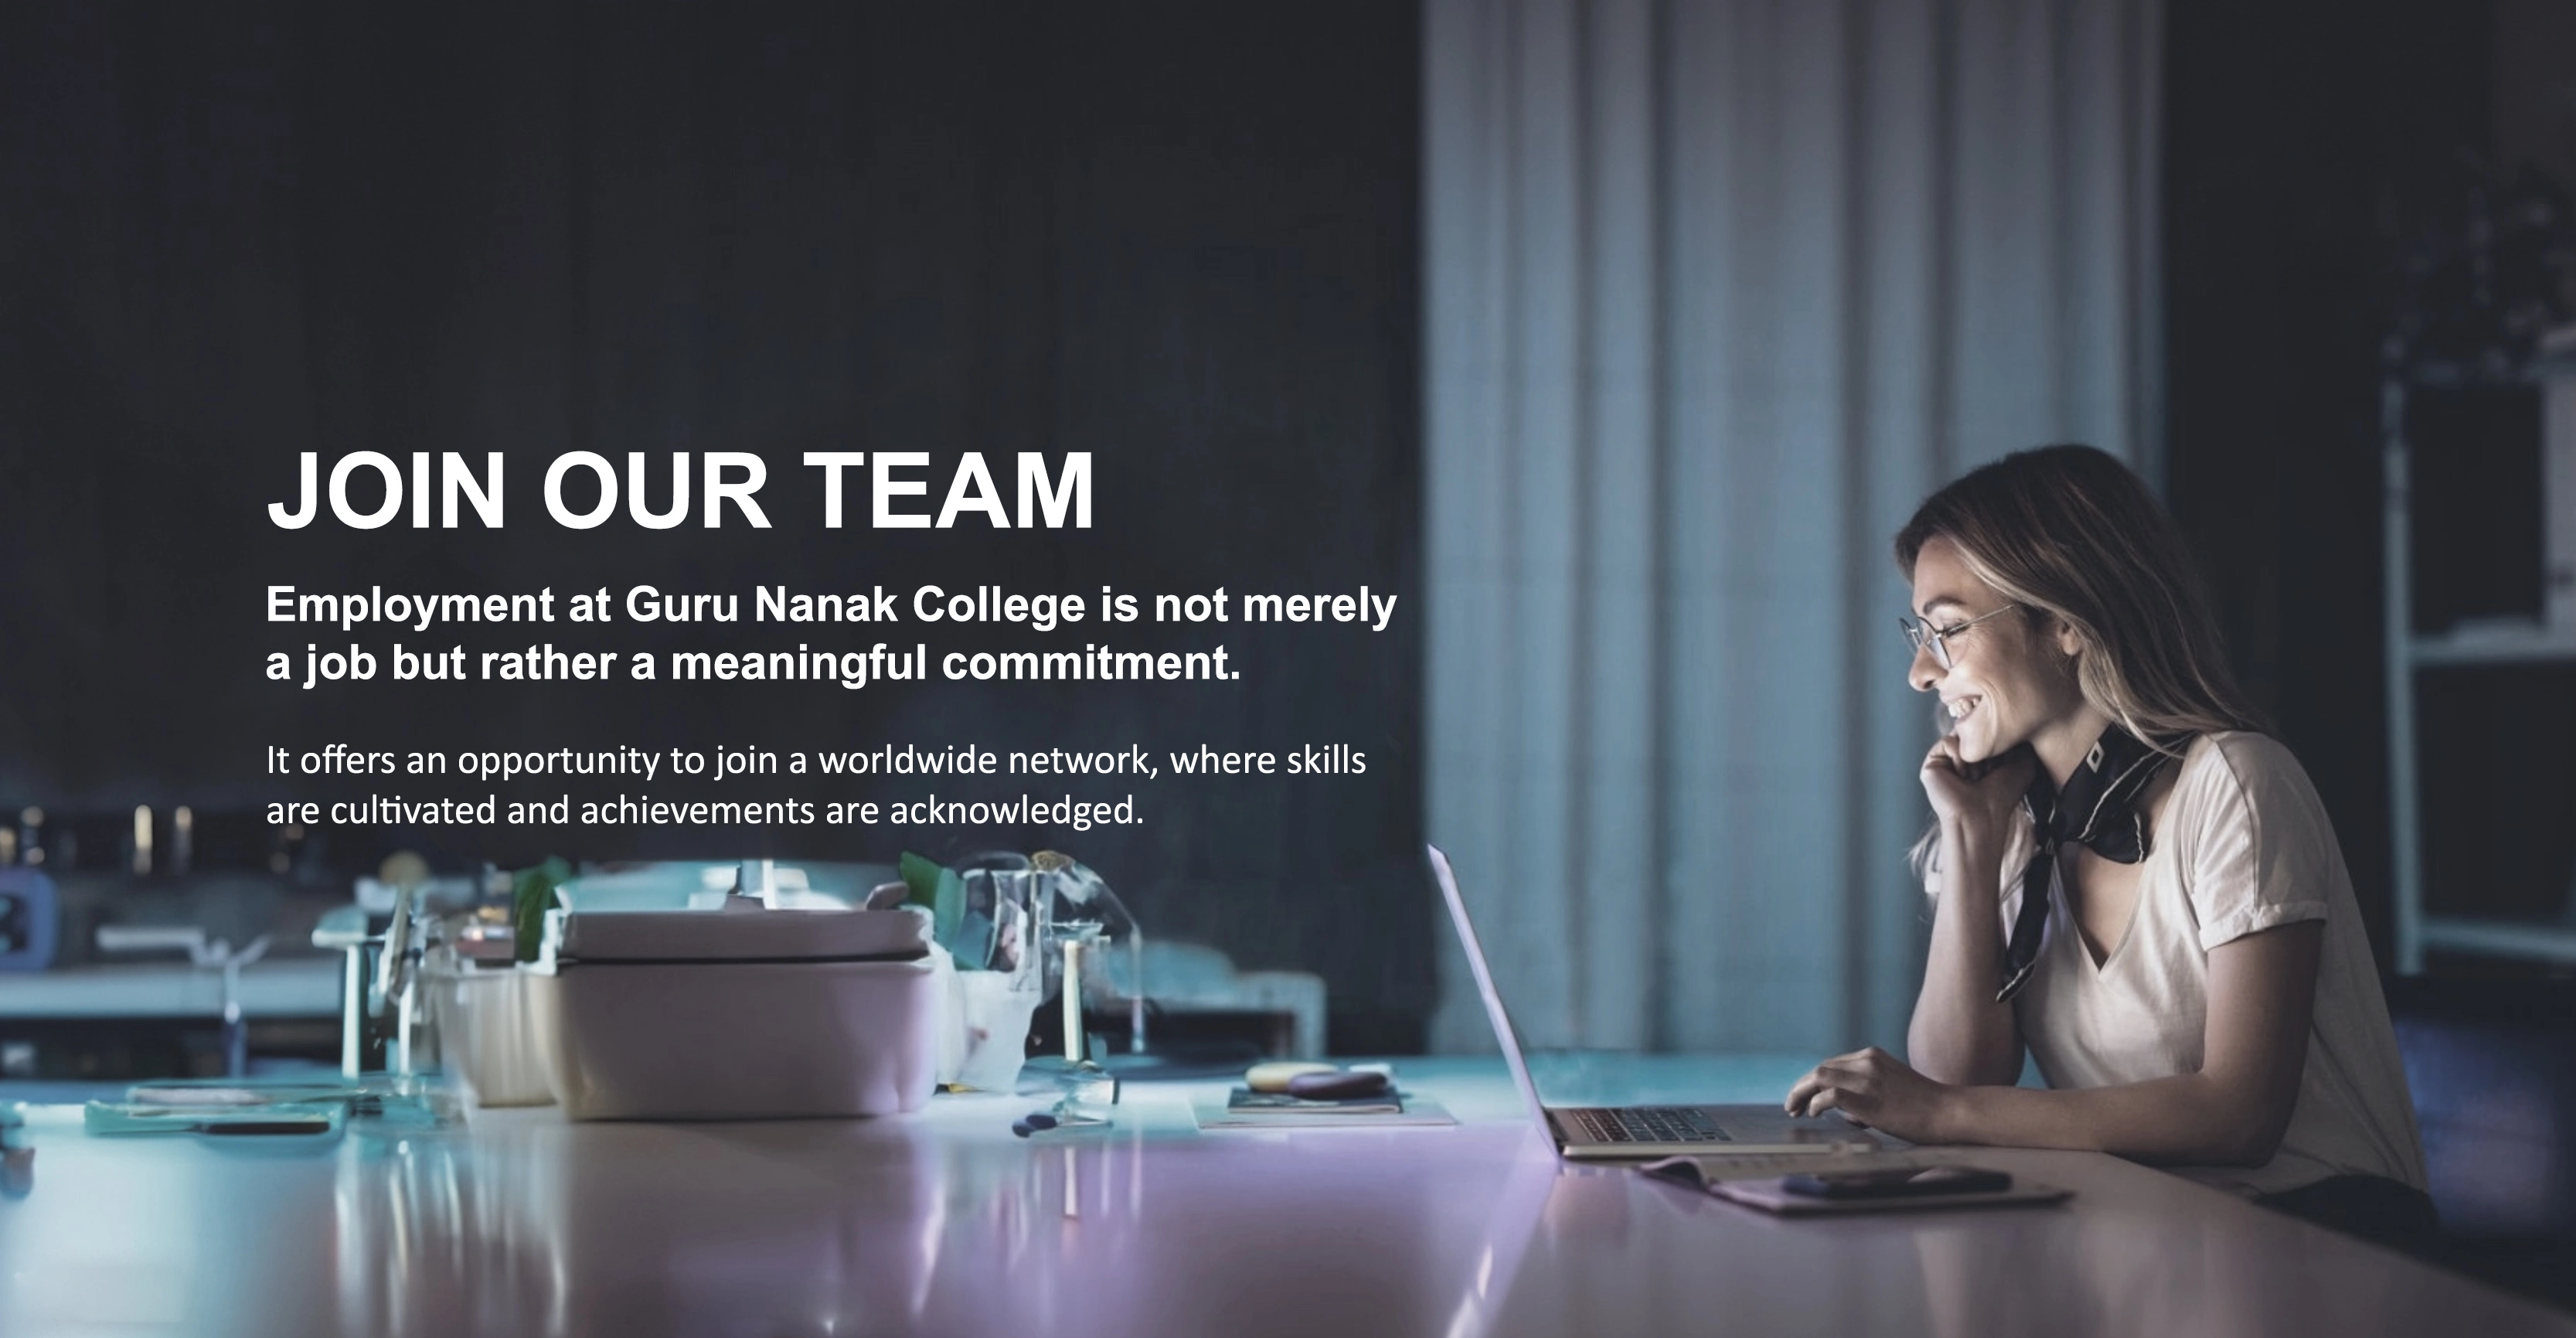 JOIN OUR TEAM
Employment at Guru Nanak College is not merely
a job but rather a meaningful commitment.
It offers an opportunity to join a worldwide network, where skills
are cultivated and achievements are acknowledged.